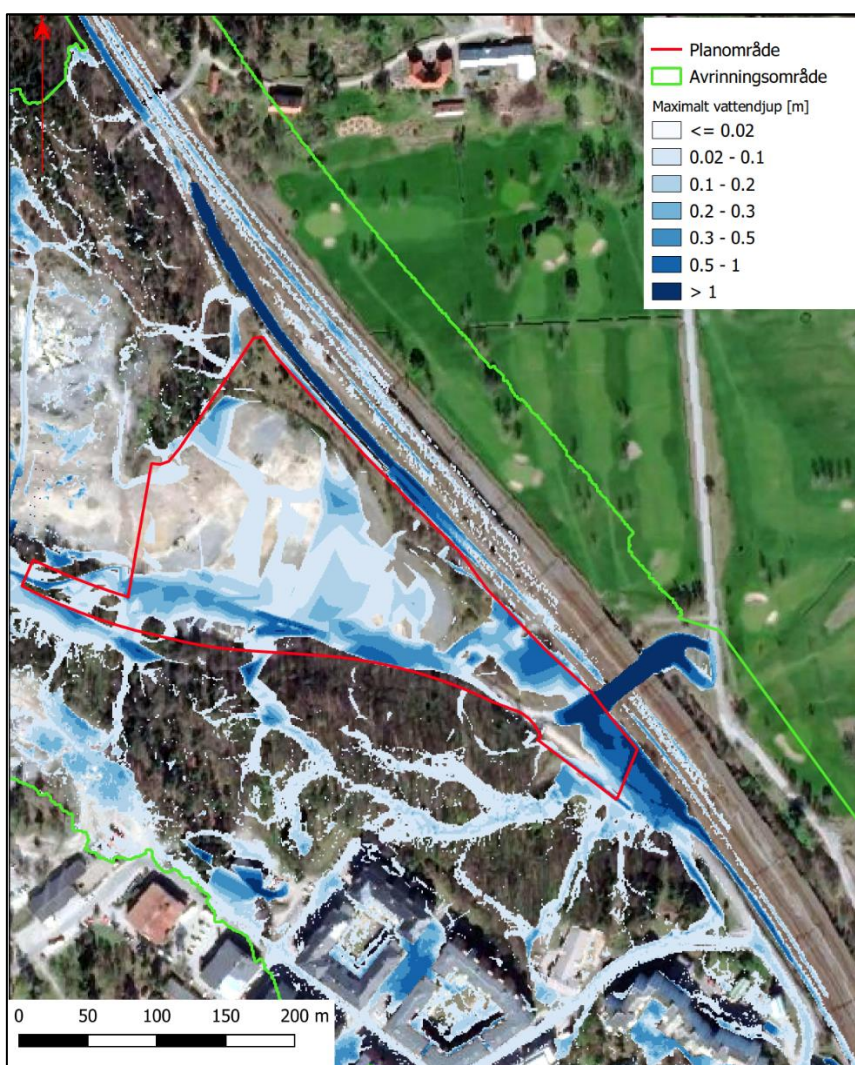 Planområde
Avrinningsområde
Maximalt vattendjup [m]
<= 0.02
0.02 - 0.1
0.1 - 0.2
0.2 - 0.3
0.3 - 0.5
0.5 - 1
> 1
0 50 100 150 200 m